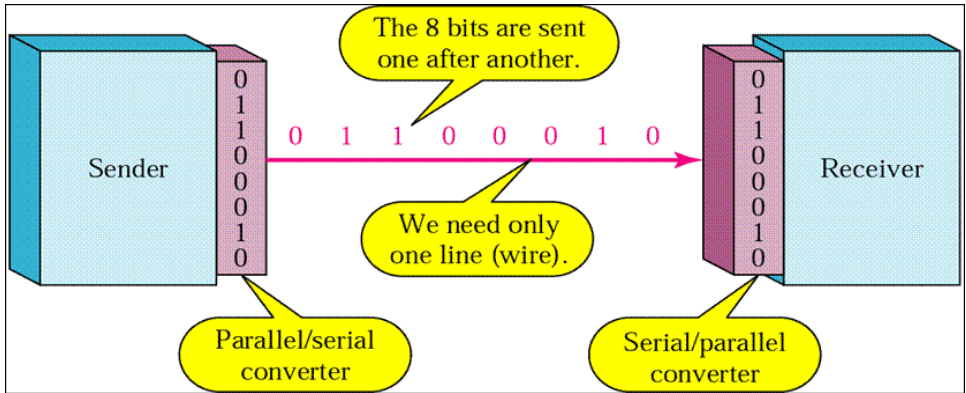 The 8 bits are sent
one after another.
0
1
1
0
0
0
1
0
Sender
0 1 1 0 0 0 1 0
0
1
1
0
0
0
1
0
Receiver
We need only
one line (wire).
Parallel/serial
converter
Serial/parallel
converter